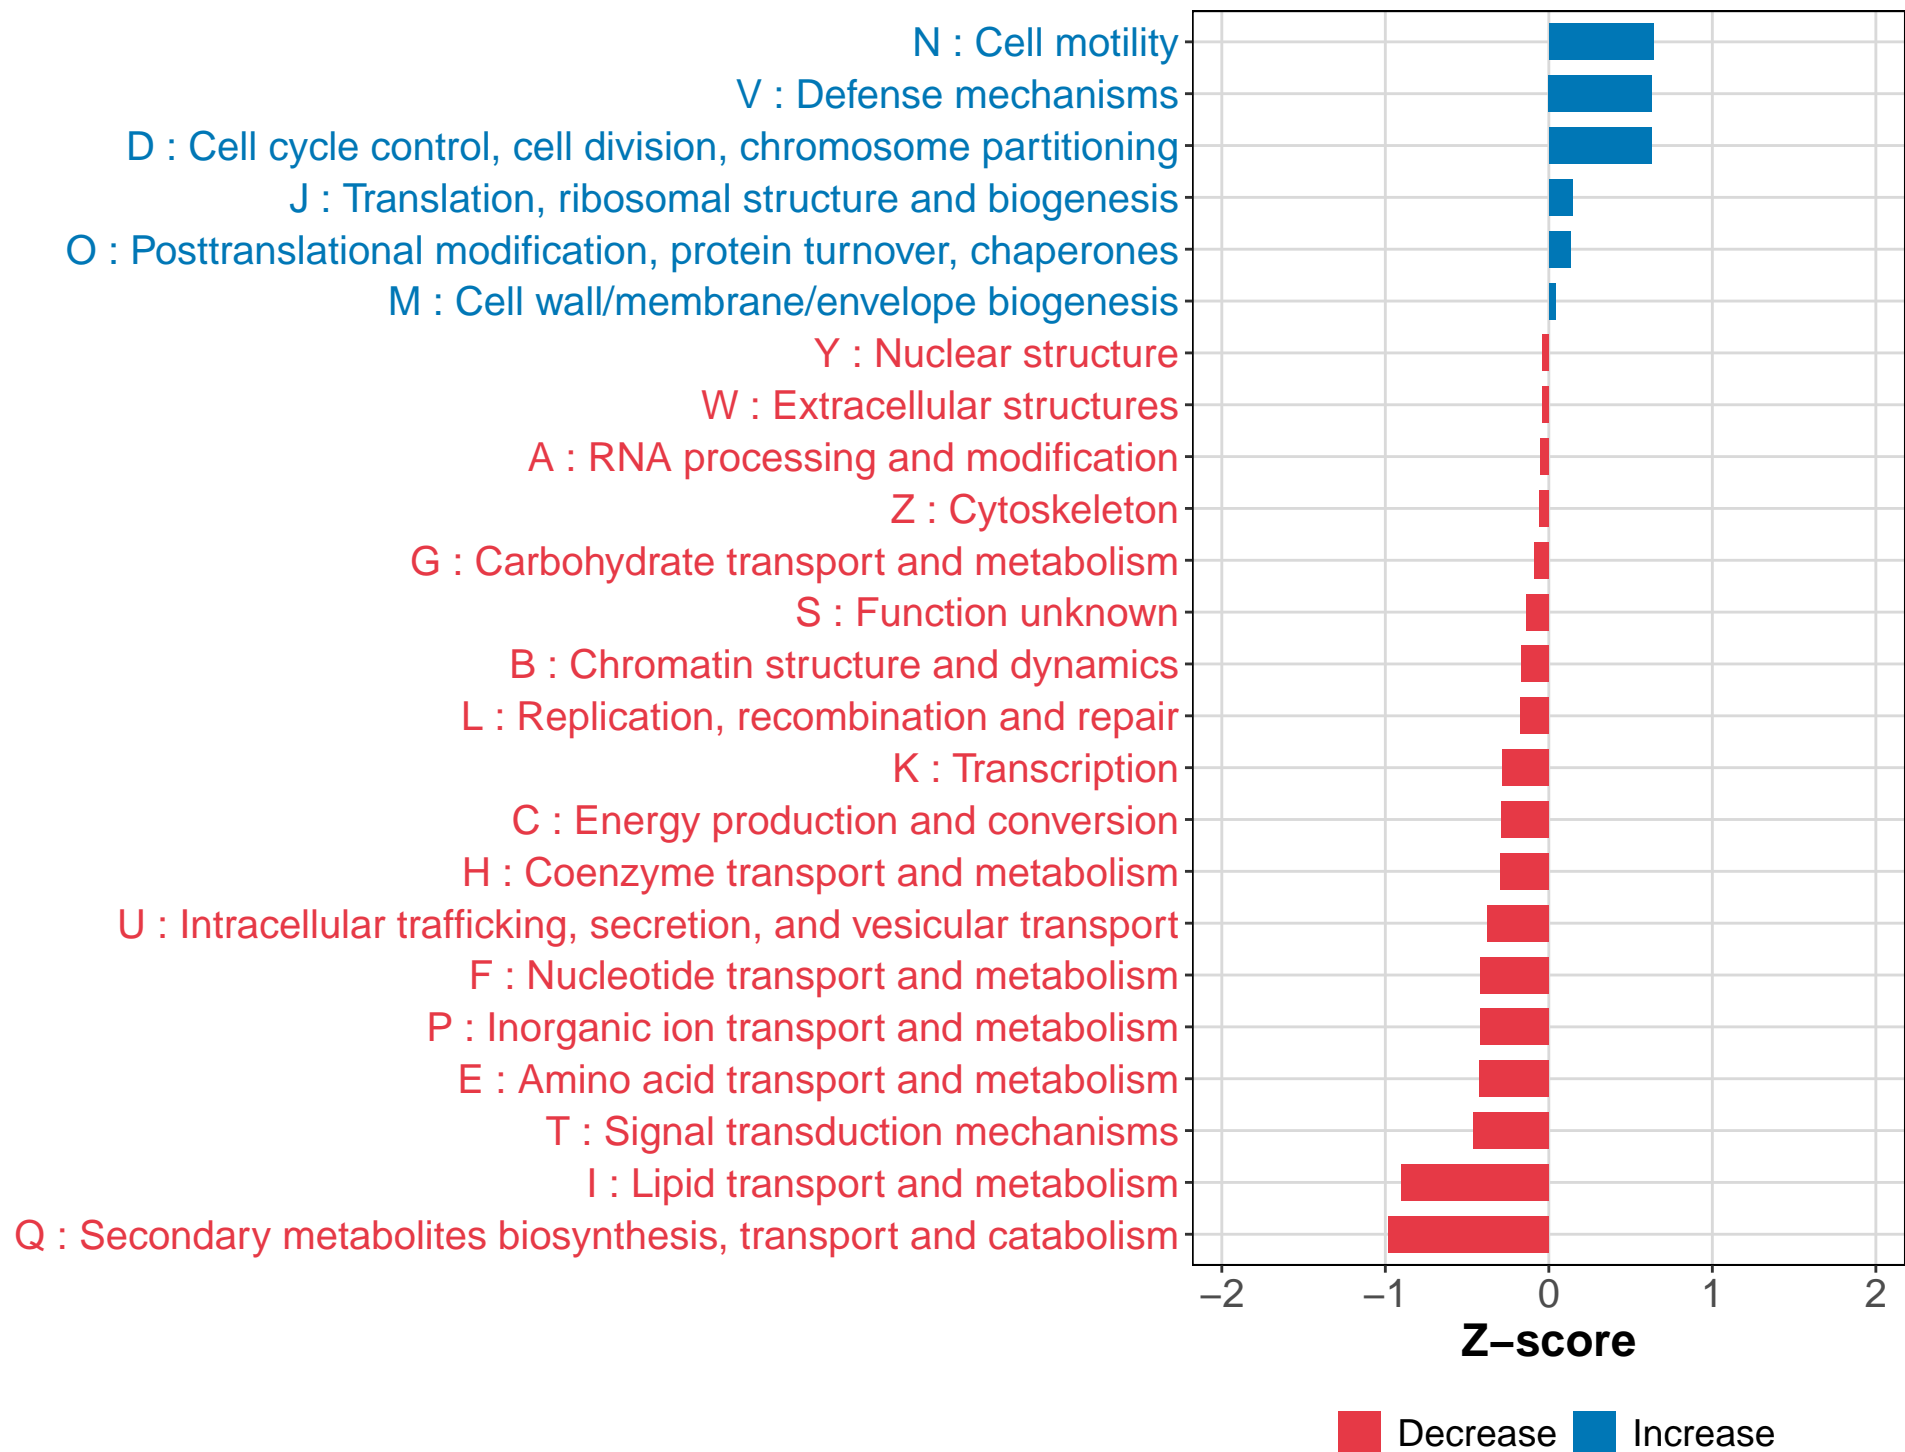 N : Cell motility
V : Defense mechanisms
D : Cell cycle control, cell division, chromosome partitioning
J : Translation, ribosomal structure and biogenesis
O : Posttranslational modification, protein turnover, chaperones
M : Cell wall/membrane/envelope biogenesis
Y : Nuclear structure
W : Extracellular structures
A : RNA processing and modification
Z : Cytoskeleton
G : Carbohydrate transport and metabolism
S : Function unknown
B : Chromatin structure and dynamics
L : Replication, recombination and repair
K : Transcription
C : Energy production and conversion
H : Coenzyme transport and metabolism
U : Intracellular trafficking, secretion, and vesicular transport
F : Nucleotide transport and metabolism
P : Inorganic ion transport and metabolism
E : Amino acid transport and metabolism
T : Signal transduction mechanisms
I : Lipid transport and metabolism
Q : Secondary metabolites biosynthesis, transport and catabolism
−2 −1 0 1 2
Z−score
Decrease Increase